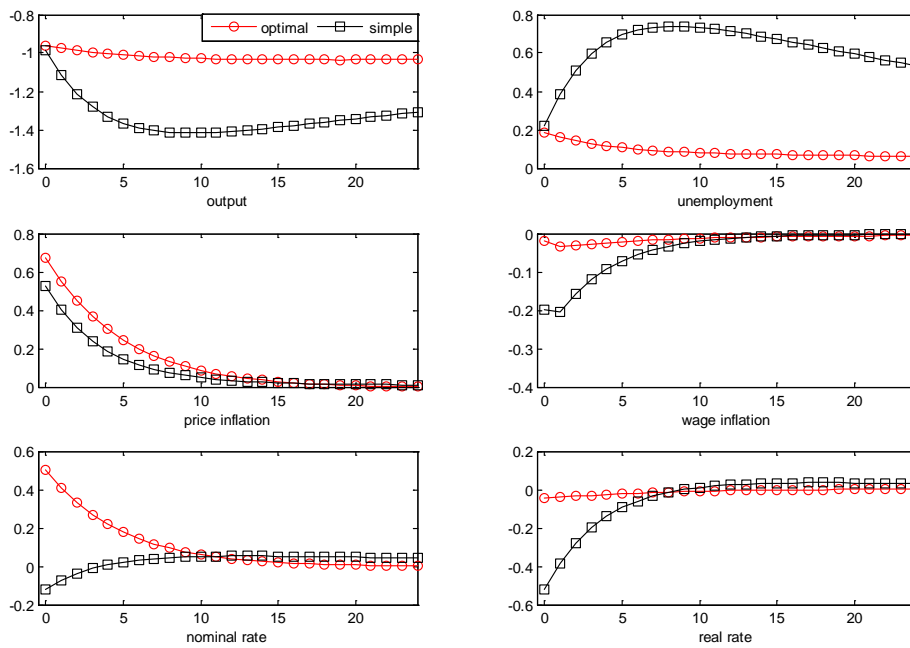 optimal simple
-0.8
-1
-1.2
-1.4
-1.6
0 5 10 15 20
output
0.8
0.6
0.4
0.2
0
0 5 10 15 20
unemployment
0.8
0.6
0.4
0.2
0
0 5 10 15 20
price inflation
0
-0.1
-0.2
-0.3
-0.4
0 5 10 15 20
wage inflation
0.6
0.4
0.2
0
-0.2
0 5 10 15 20
nominal rate
0.2
0
-0.2
-0.4
-0.6
0 5 10 15 20
real rate